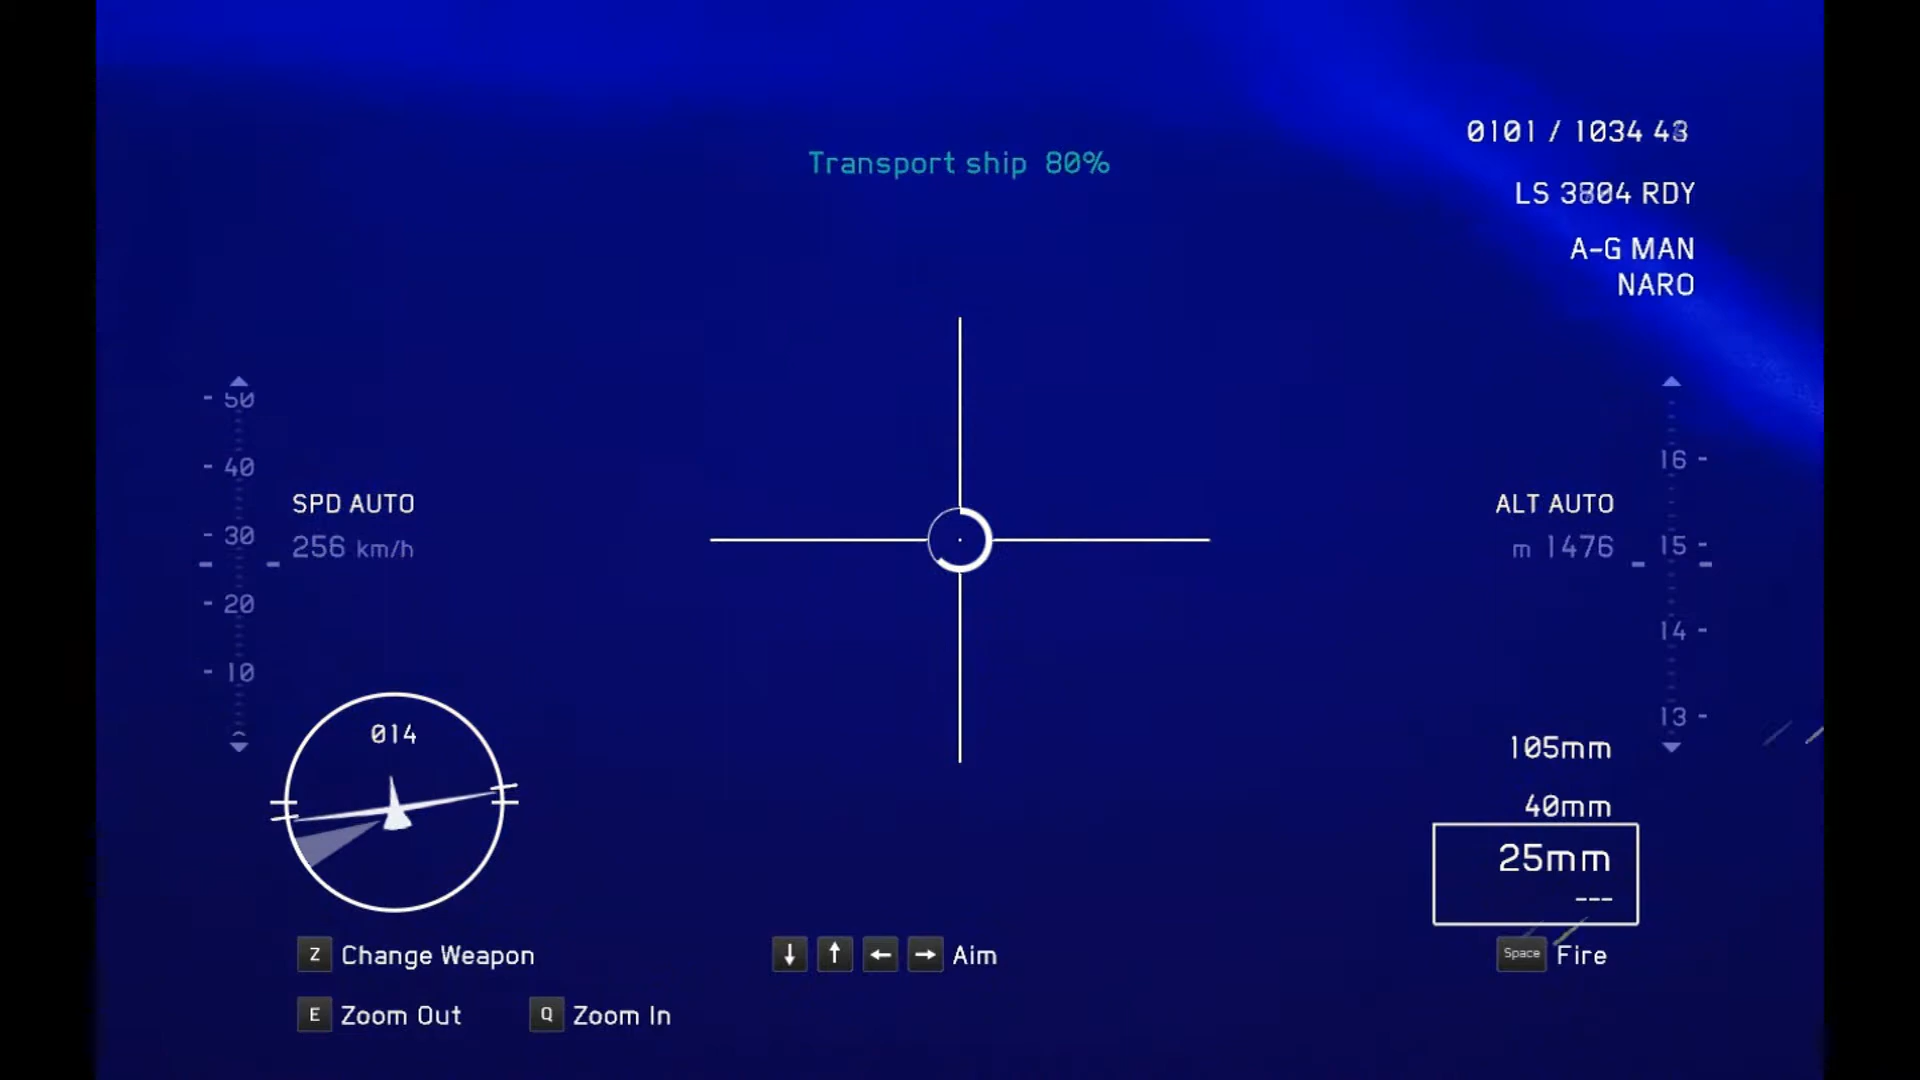 0101 / 1034 43
Transport ship 80%
LS 3804 RDY
A-G MAN
NARO
50
40
30
20
10
SPD AUTO
256 km/h
ALT AUTO
m 1476
16
15
14
13
014
105mm
40mm
25mm
---
Z Change Weapon
↓ ↑ ← → Aim
Space Fire
E Zoom Out
Q Zoom In